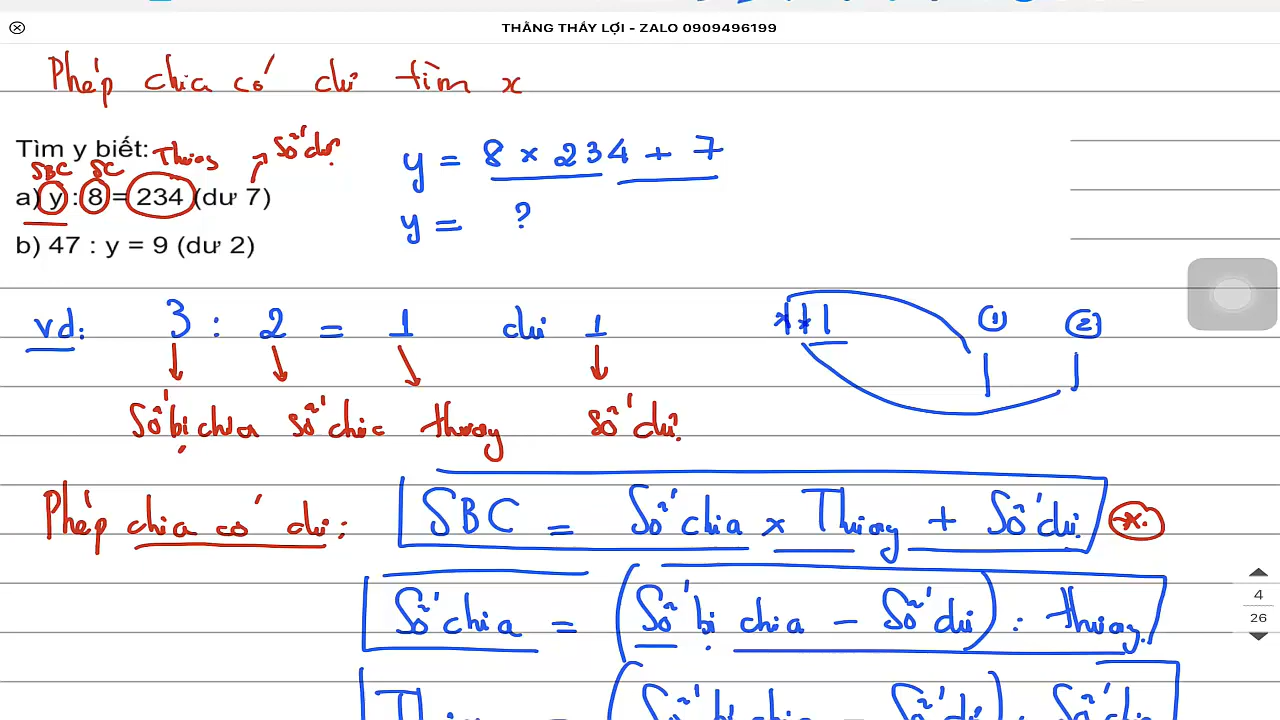 THẰNG THẦY LỢI - ZALO 0909496199
Phép chia có dư tìm x
Tìm y biết:
SBC SC Thương Số dư
a) y : 8 = 234 (dư 7)
b) 47 : y = 9 (dư 2)
y = 8 × 234 + 7
y = ?
vd: 3 : 2 = 1 dư 1
① ②
Số bị chia số chia thương số dư
Phép chia có dư: SBC = Số chia × Thương + Số dư
Số chia = (Số bị chia - Số dư) : thương
4
26